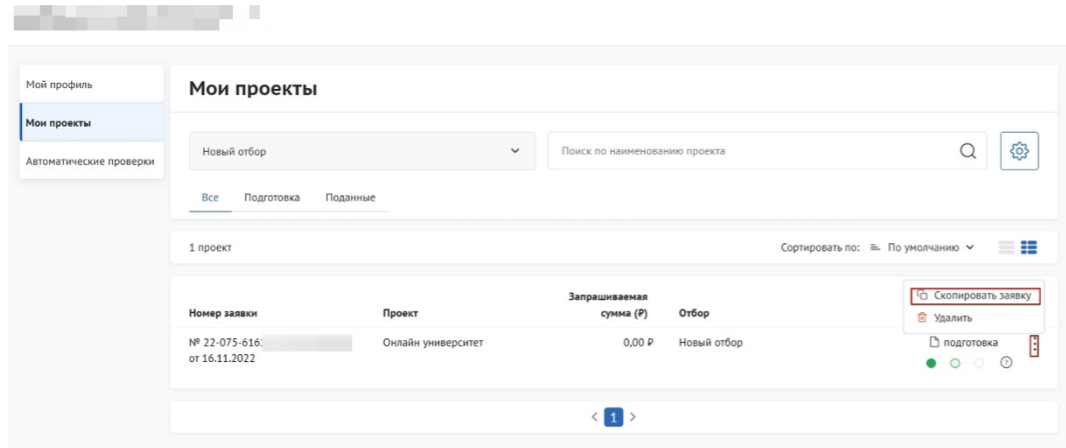 Мой профиль
Мои проекты
Автоматические проверки
Мои проекты
Новый отбор
Поиск по наименованию проекта
Все Подготовка Поданные
1 проект
Сортировать по: По умолчанию
Скопировать заявку
Удалить
Номер заявки Проект Запрашиваемая сумма (₽) Отбор
№ 22-075-616 Онлайн университет 0,00 ₽ Новый отбор подготовка
от 16.11.2022
1